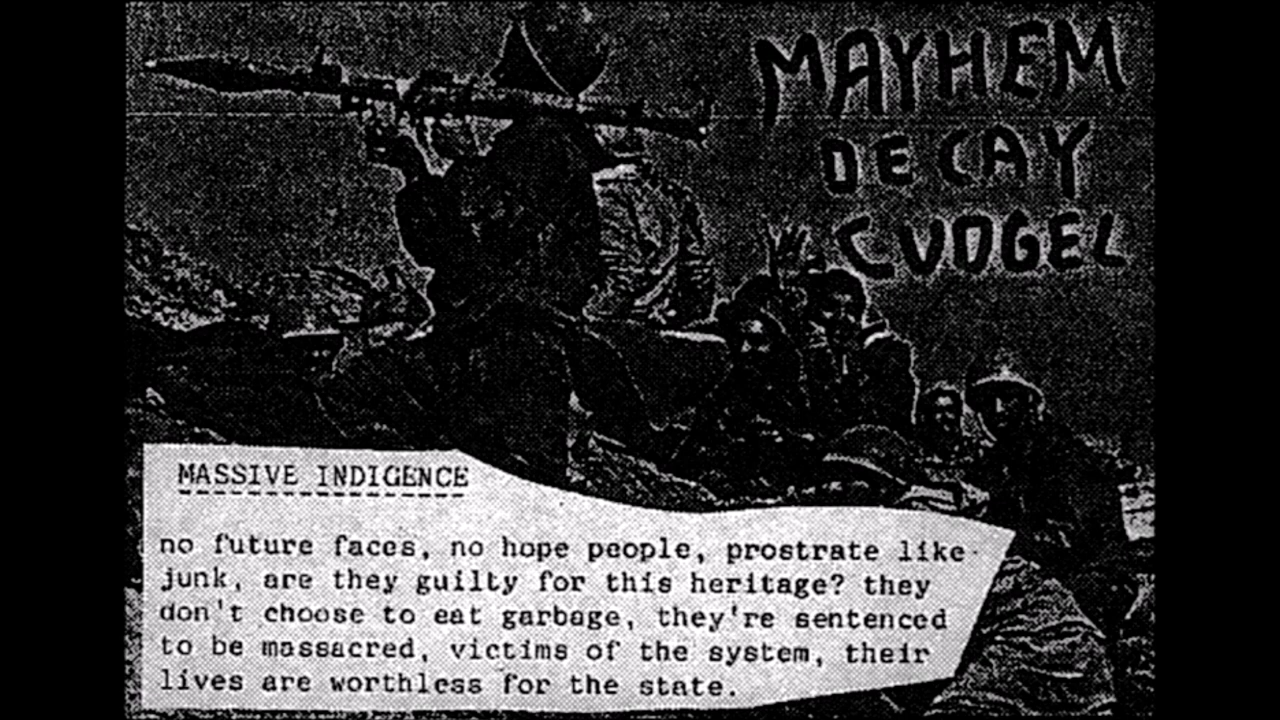 MAYHEM
DECAY
CVOGEL
MASSIVE INDIGENCE
no future faces, no hope people, prostrate like
junk, are they guilty for this heritage? they
don't choose to eat garbage, they're sentenced
to be massacred, victims of the system, their
lives are worthless for the state.